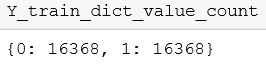 Y_train_dict_value_count
{0: 16368, 1: 16368}